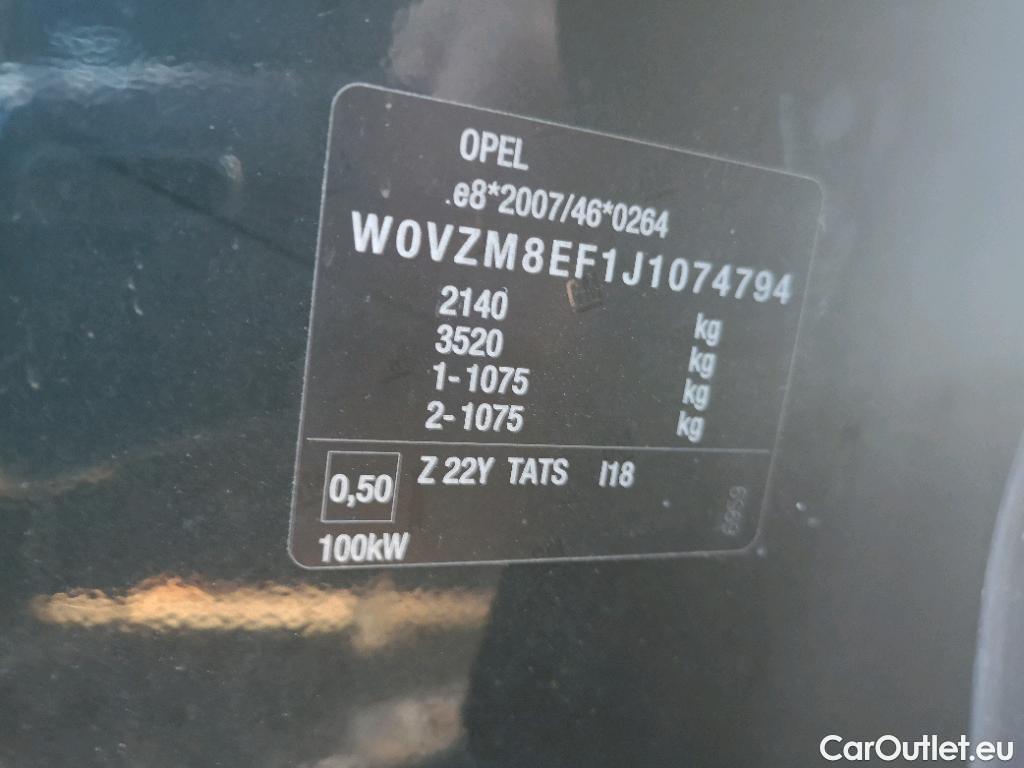 OPEL
.e8*2007/46*0264
W0VZM8EF1J1074794
2140 kg
3520 kg
1-1075 kg
2-1075 kg
0,50 Z 22Y TATS I18
100kW
CarOutlet.eu